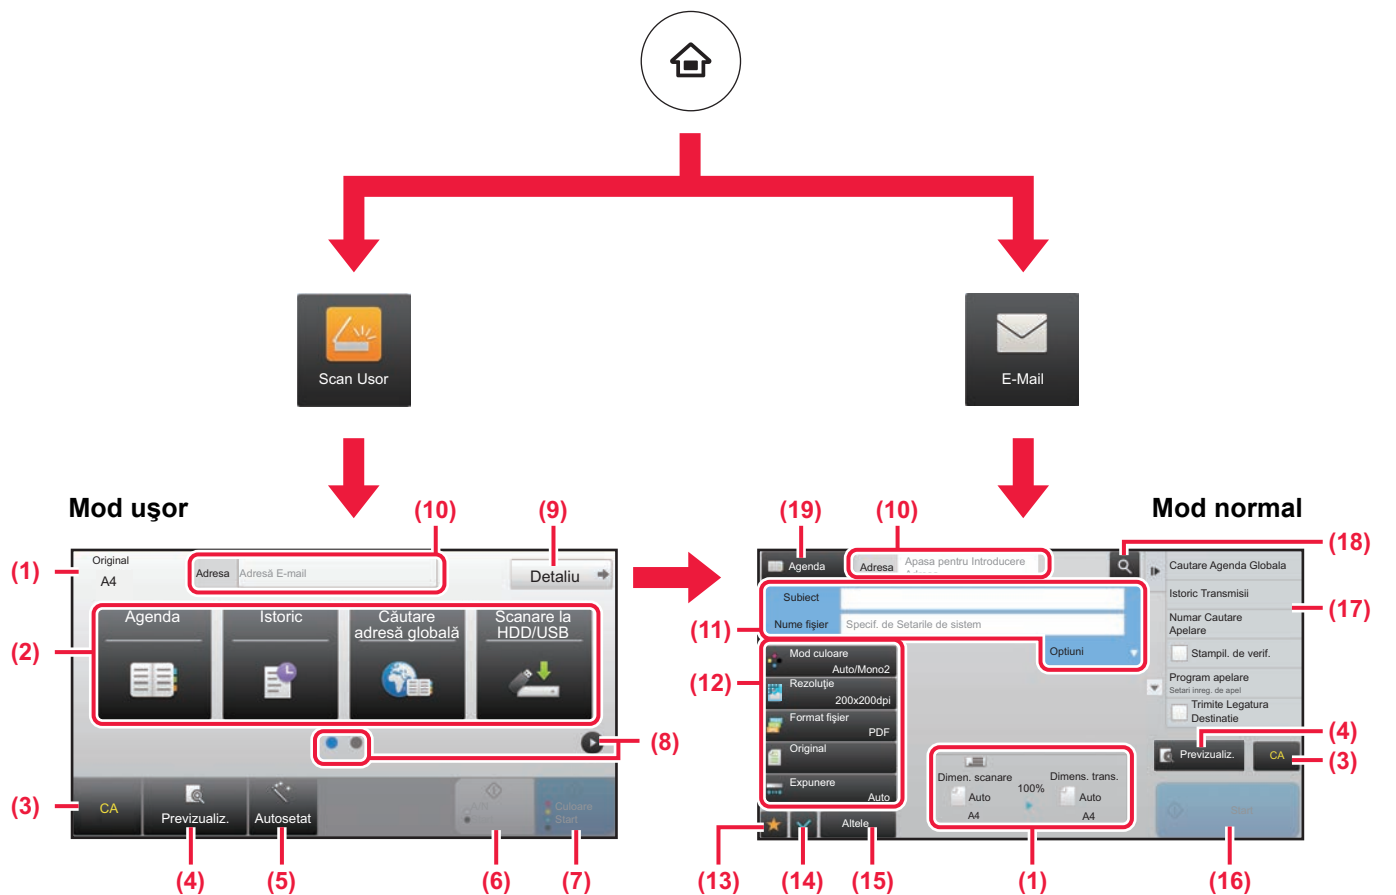 Scan Usor
E-Mail
Mod uşor
Mod normal
(10)
(9)
(19)
(10)
(18)
(1)
Original
A4
Adresa
Adresă E-mail
Detaliu
(2)
Agenda
Istoric
Căutare
adresă globală
Scanare la
HDD/USB
(8)
(3)
CA
Previzualiz.
Autosetat
Culoare
Start
(4)
(5)
(6)
(7)
Agenda
Adresa
Apasa pentru Introducere
Cautare Agenda Globala
Istoric Transmisii
(17)
Numar Cautare
Apelare
Stampil. de verif.
Program apelare
Setari inreg. de apel
Trimite Legatura
Destinatie
(11)
Subiect
Nume fişier
Specif. de Setarile de sistem
Optiuni
(12)
Mod culoare
Auto/Mono2
Rezoluţie
200x200dpi
Format fişier
PDF
Original
Expunere
Auto
Dimen. scanare
Auto
A4
100%
Dimens. trans.
Auto
A4
(4)
Previzualiz.
CA
(3)
Altele
Start
(13)
(14)
(15)
(1)
(16)